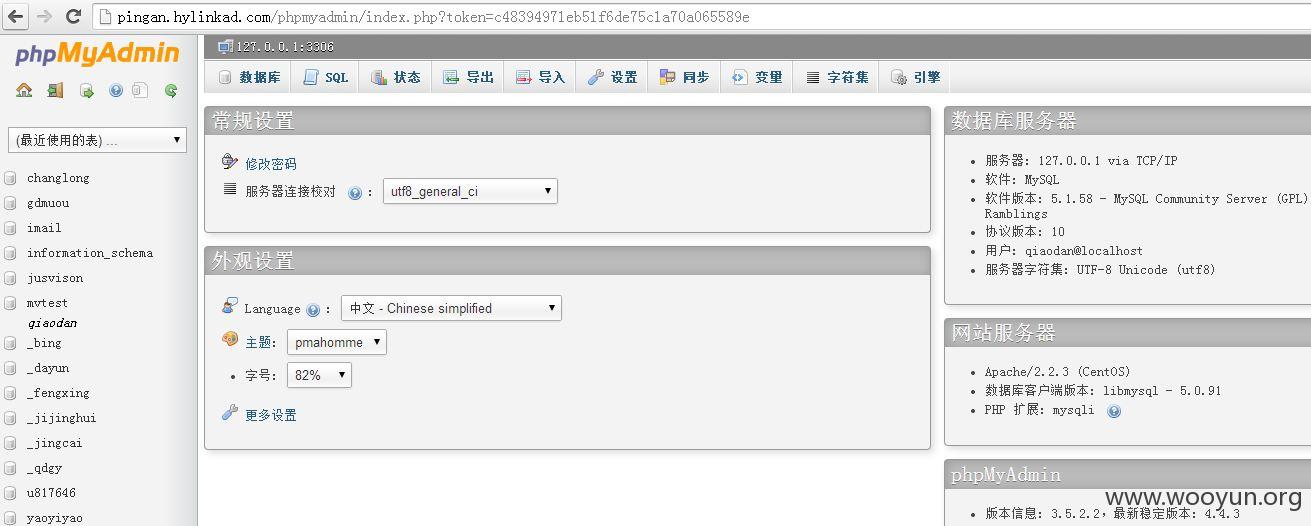 pingan.hylinkad.com/phpmyadmin/index.php?token=c48394971eb51f6de75c1a70a065589e
phpMyAdmin
(最近使用的表) ...
changlong
gdmuou
imail
information_schema
jusvison
mvtest
qiaodan
_bing
_dayun
_fengxing
_jijinghui
_jingcai
_qdgy
u817646
yaoyiyao
127.0.0.1:3306
数据库
SQL
状态
导出
导入
设置
同步
变量
字符集
引擎
常规设置
修改密码
服务器连接校对 : utf8_general_ci
外观设置
Language : 中文 - Chinese simplified
主题: pmahomme
• 字号: 82%
更多设置
数据库服务器
• 服务器: 127.0.0.1 via TCP/IP
• 软件: MySQL
• 软件版本: 5.1.58 - MySQL Community Server (GPL)
Ramblings
• 协议版本: 10
• 用户: qiaodan@localhost
• 服务器字符集: UTF-8 Unicode (utf8)
网站服务器
• Apache/2.2.3 (CentOS)
• 数据库客户端版本: libmysql - 5.0.91
• PHP 扩展: mysqli
phpMyAdmin
• 版本信息: 3.5.2.2, 最新稳定版本: 4.4.3
www.wooyun.org